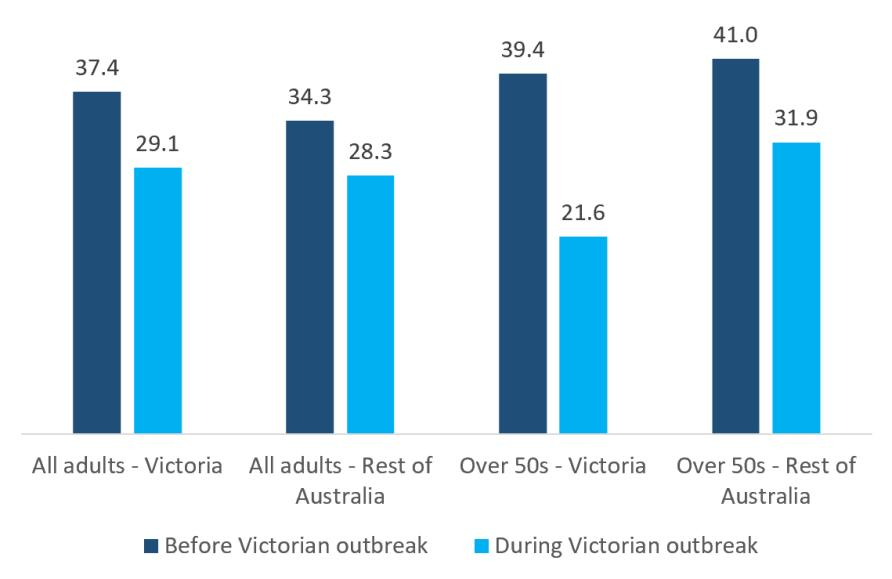 41.0
39.4
37.4
34.3
31.9
29.1
28.3
21.6
All adults - Victoria
All adults - Rest of
Australia
Over 50s - Victoria
Over 50s - Rest of
Australia
Before Victorian outbreak
During Victorian outbreak